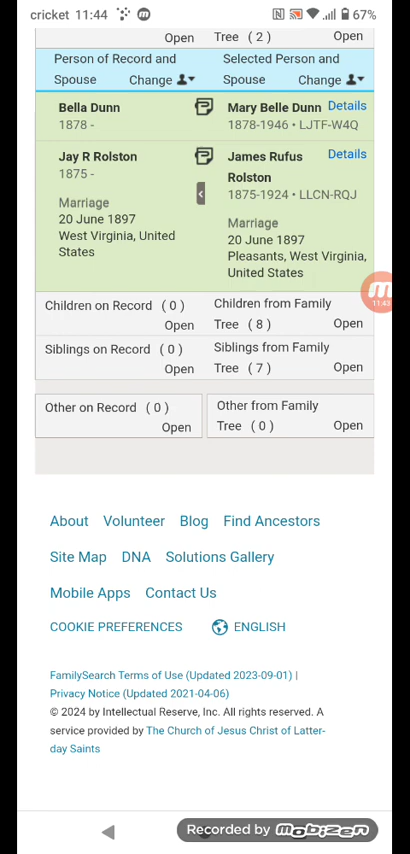 cricket 11:44 67%
Open Tree ( 2 ) Open
Person of Record and Selected Person and
Spouse Change Spouse Change
Bella Dunn Mary Belle Dunn Details
1878 - 1878-1946 • LJTF-W4Q
Jay R Rolston James Rufus Details
1875 - Rolston
1875-1924 • LLCN-RQJ
Marriage Marriage
20 June 1897 20 June 1897
West Virginia, United Pleasants, West Virginia,
States United States
11:43
Children on Record ( 0 ) Children from Family
Open Tree ( 8 ) Open
Siblings on Record ( 0 ) Siblings from Family
Open Tree ( 7 ) Open
Other on Record ( 0 ) Other from Family
Open Tree ( 0 ) Open
About Volunteer Blog Find Ancestors
Site Map DNA Solutions Gallery
Mobile Apps Contact Us
COOKIE PREFERENCES ENGLISH
FamilySearch Terms of Use (Updated 2023-09-01) |
Privacy Notice (Updated 2021-04-06)
© 2024 by Intellectual Reserve, Inc. All rights reserved. A
service provided by The Church of Jesus Christ of Latter-
day Saints
Recorded by mobizen